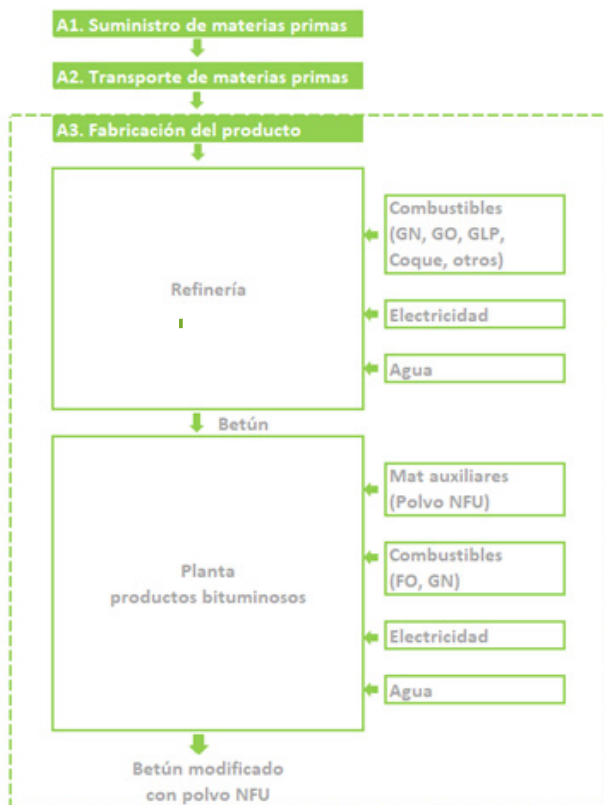 A1. Suministro de materias primas
A2. Transporte de materias primas
A3. Fabricación del producto
Refinería
Combustibles
(GN, GO, GLP,
Coque, otros)
Electricidad
Agua
Betún
Planta
productos bituminosos
Mat auxiliares
(Polvo NFU)
Combustibles
(FO, GN)
Electricidad
Agua
Betún modificado
con polvo NFU